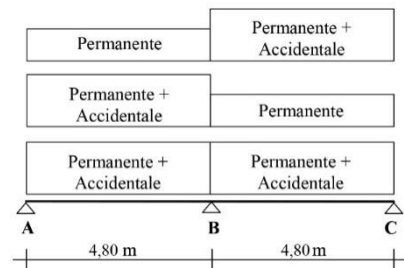 Permanente
Permanente +
Accidentale
Permanente +
Accidentale
Permanente
Permanente +
Accidentale
Permanente +
Accidentale
A
B
C
4,80 m
4,80 m